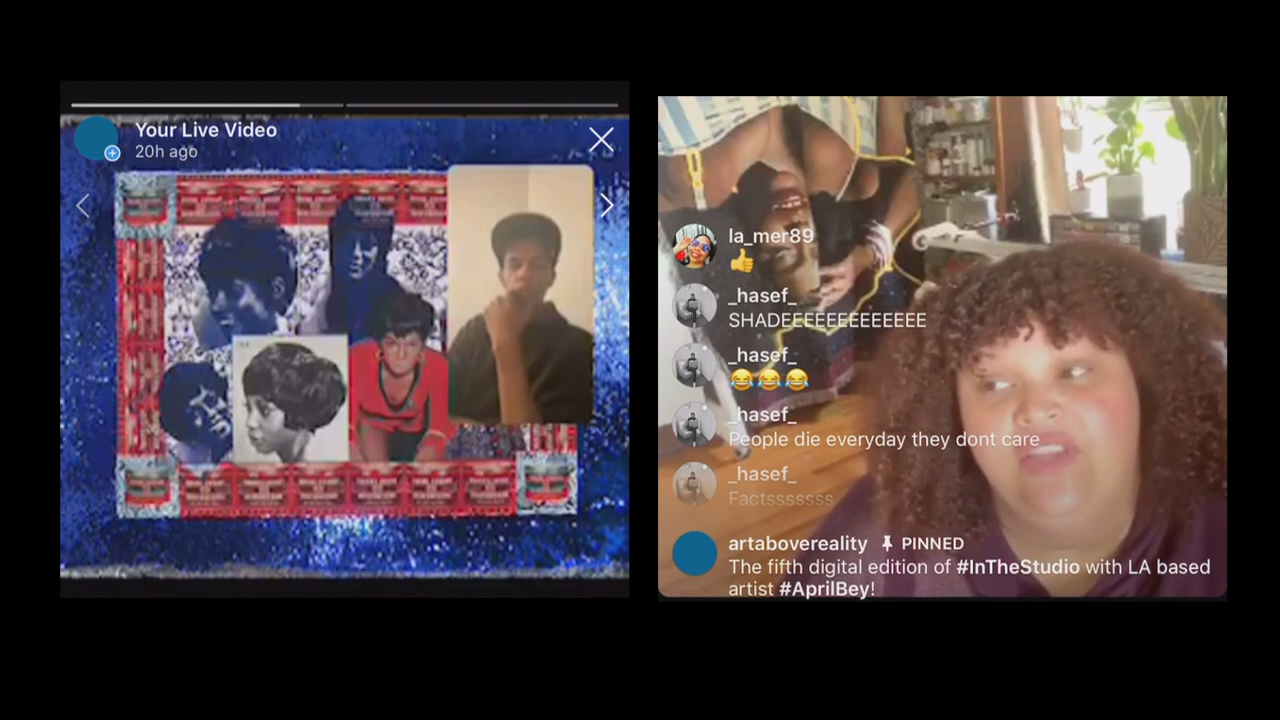 Your Live Video
20h ago
la_mer89
👍
_hasef_
SHADEEEEEEEEEEEEE
_hasef_
😂😂😂
_hasef_
People die everyday they dont care
_hasef_
Factsssssss
artabovereality PINNED
The fifth digital edition of #InTheStudio with LA based
artist #AprilBey!